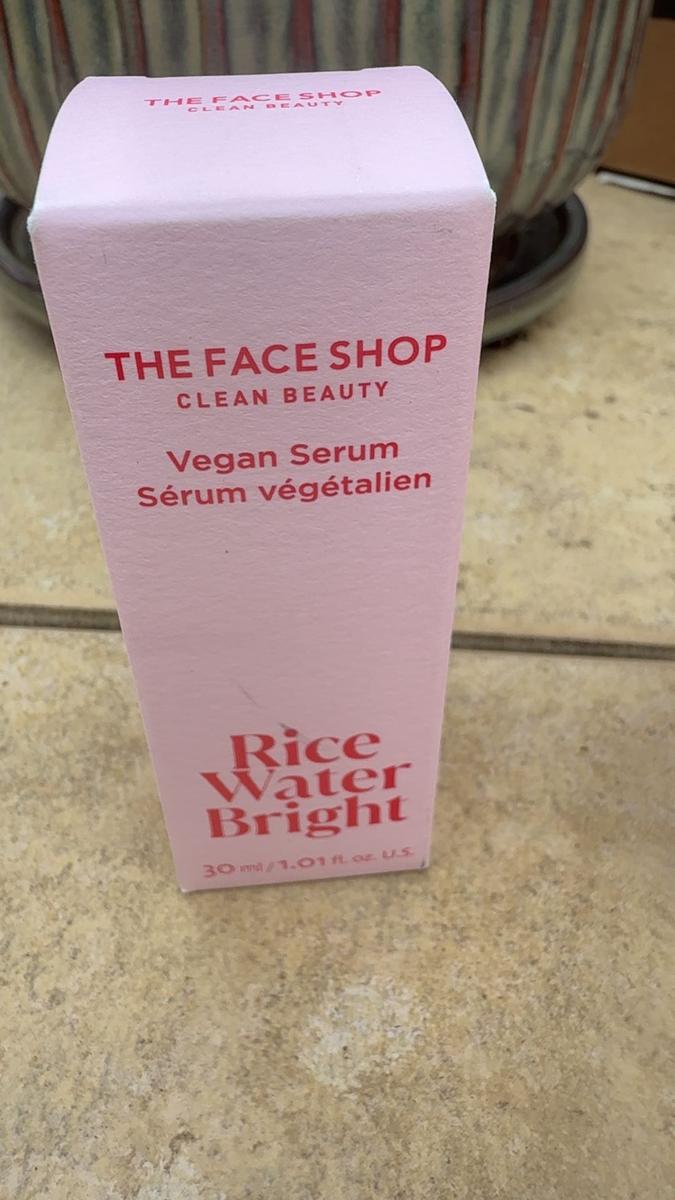 THE FACE SHOP
CLEAN BEAUTY
THE FACE SHOP
CLEAN BEAUTY
Vegan Serum
Sérum végétalien
Rice
Water
Bright
30 ml / 1.01 fl. oz. U.S.